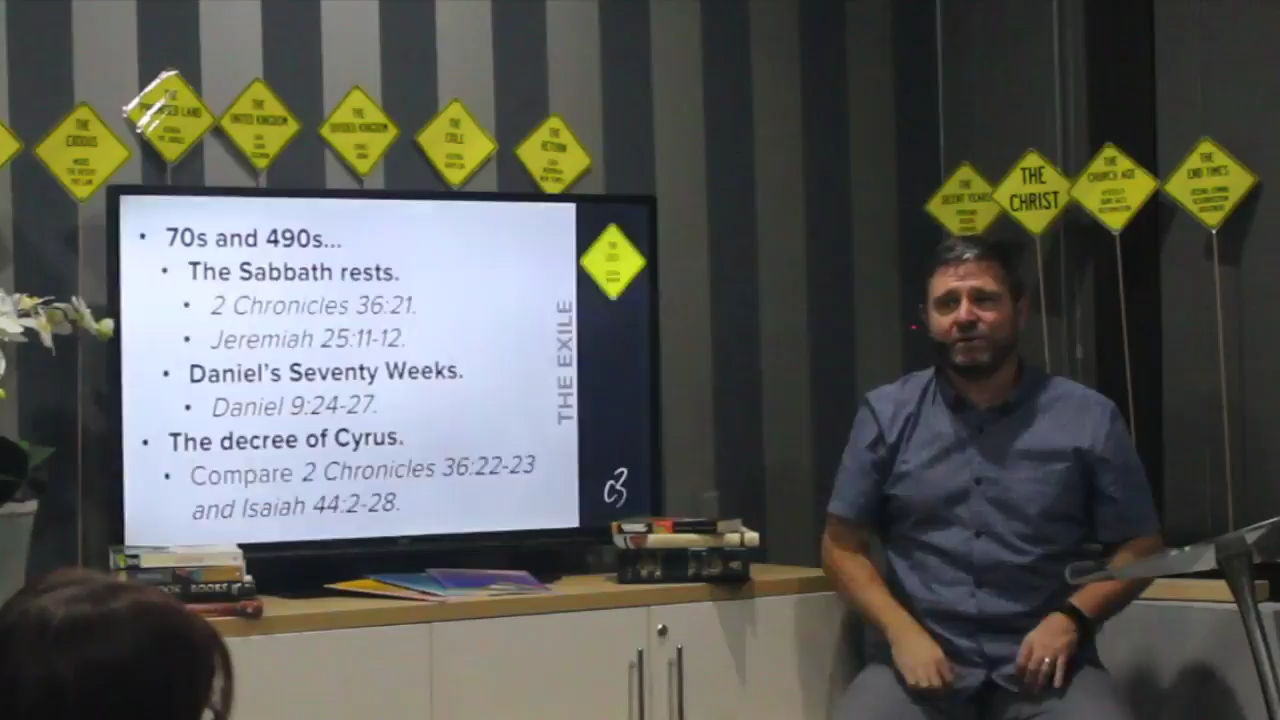 THE
EXODUS
THE
LAND
THE
UNITED KINGDOM
THE
DIVIDED KINGDOM
THE
EXILE
THE
RETURN
THE
SILENT YEARS
THE
CHRIST
THE
CHURCH AGE
THE
END TIMES
• 70s and 490s...
• The Sabbath rests.
• 2 Chronicles 36:21.
• Jeremiah 25:11-12.
• Daniel's Seventy Weeks.
• Daniel 9:24-27.
• The decree of Cyrus.
• Compare 2 Chronicles 36:22-23
and Isaiah 44:2-28.
THE EXILE